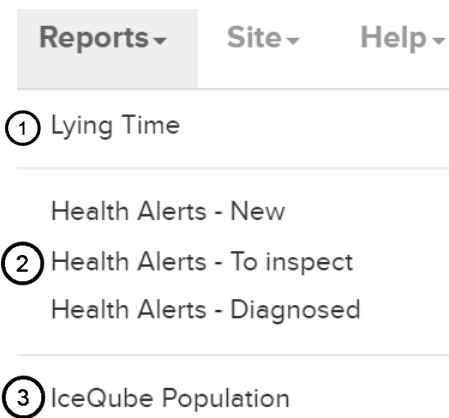 Reports Site Help
1 Lying Time
Health Alerts - New
2 Health Alerts - To inspect
Health Alerts - Diagnosed
3 IceQube Population